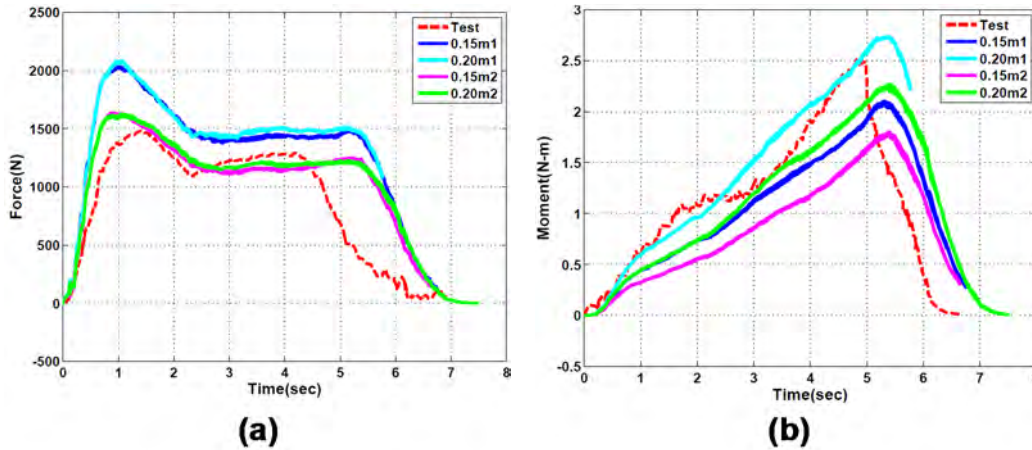 2500
2000
1500
1000
500
0
-500
Force(N)
0 1 2 3 4 5 6 7 8
Time(sec)
Test
0.15m1
0.20m1
0.15m2
0.20m2
(a)
3
2.5
2
1.5
1
0.5
0
-0.5
Moment(N-m)
0 1 2 3 4 5 6 7
Time(sec)
Test
0.15m1
0.20m1
0.15m2
0.20m2
(b)